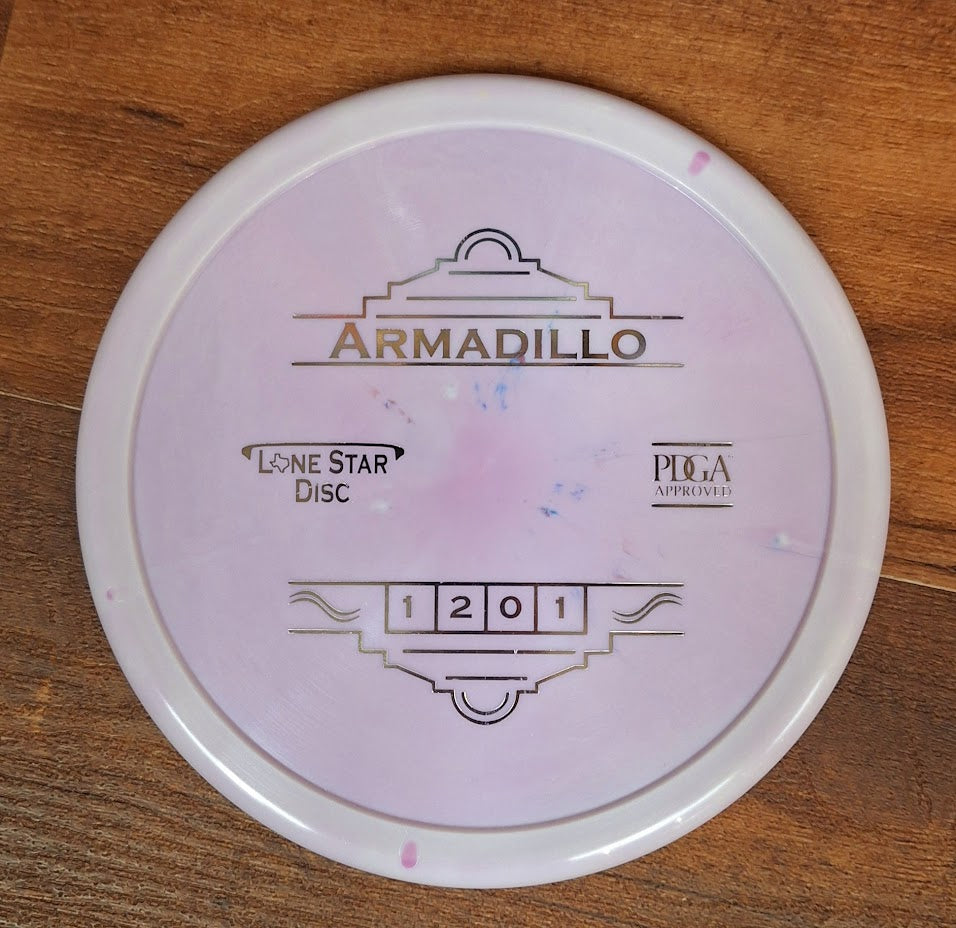 ARMADILLO
LONE STAR
DISC
PDGA
APPROVED
1 2 0 1